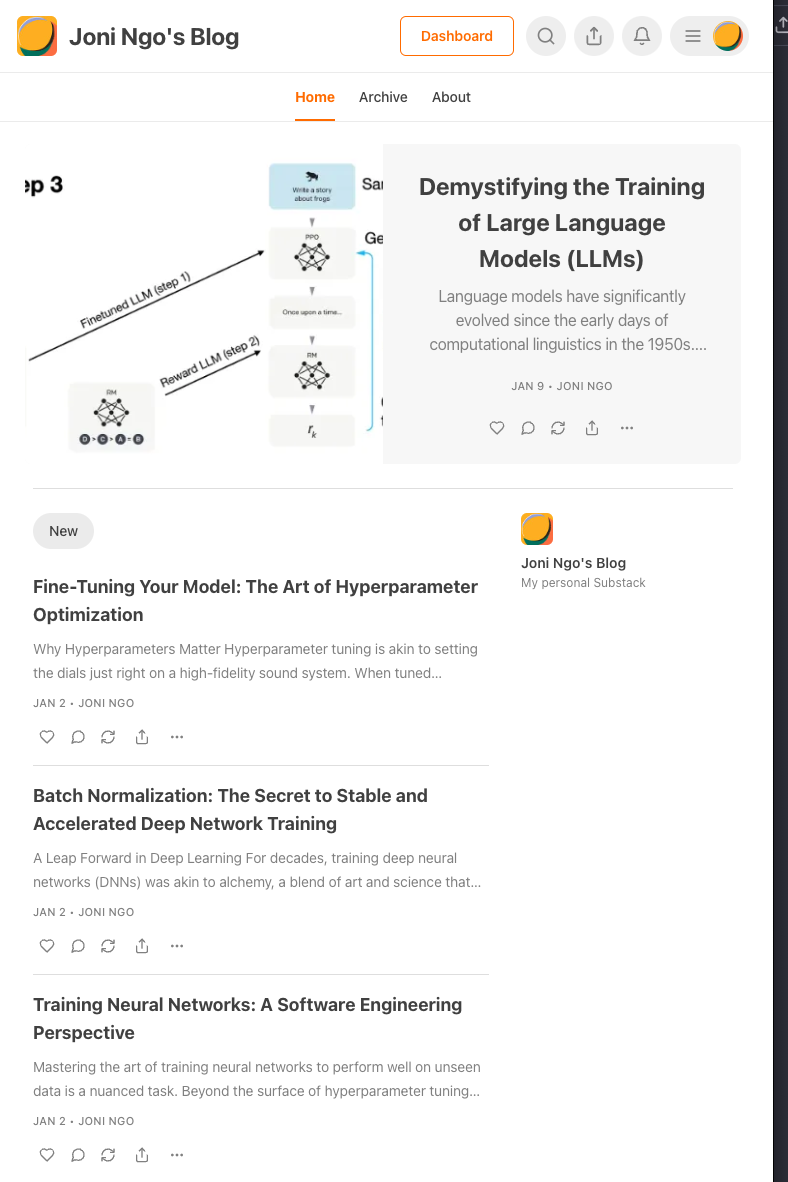 Joni Ngo's Blog
Dashboard
Home
Archive
About
ep 3
Write a story
about frogs
Sar
PPO
Ge
Finetuned LLM (step 1)
Once upon a time...
Reward LLM (step 2)
RM
RM
D > C > A = B
rk
Demystifying the Training
of Large Language
Models (LLMs)
Language models have significantly
evolved since the early days of
computational linguistics in the 1950s....
JAN 9 • JONI NGO
New
Joni Ngo's Blog
My personal Substack
Fine-Tuning Your Model: The Art of Hyperparameter
Optimization
Why Hyperparameters Matter Hyperparameter tuning is akin to setting
the dials just right on a high-fidelity sound system. When tuned…
JAN 2 • JONI NGO
Batch Normalization: The Secret to Stable and
Accelerated Deep Network Training
A Leap Forward in Deep Learning For decades, training deep neural
networks (DNNs) was akin to alchemy, a blend of art and science that…
JAN 2 • JONI NGO
Training Neural Networks: A Software Engineering
Perspective
Mastering the art of training neural networks to perform well on unseen
data is a nuanced task. Beyond the surface of hyperparameter tuning…
JAN 2 • JONI NGO